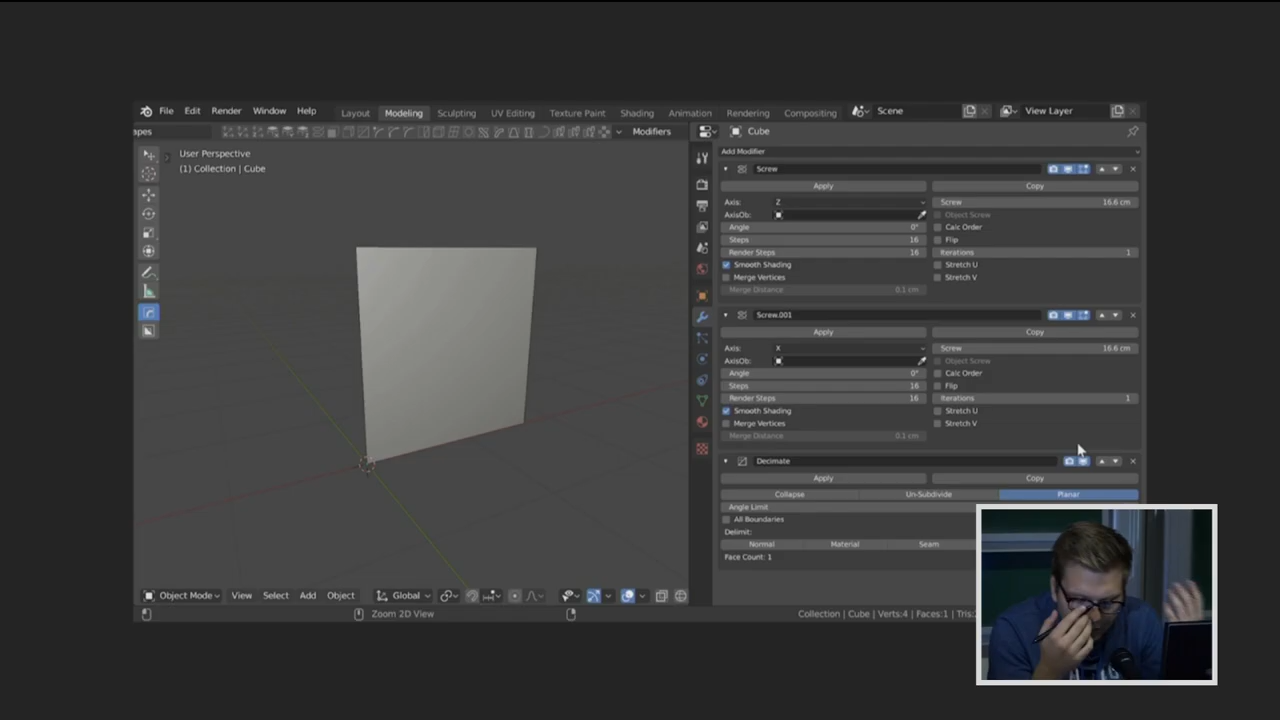 File Edit Render Window Help Layout Modeling Sculpting UV Editing Texture Paint Shading Animation Rendering Compositing Scene View Layer
apes Modifiers Cube
User Perspective
(1) Collection | Cube
Add Modifier
Screw
Apply Copy
Axis: Z Screw 16.6 cm
AxisOb: Object Screw
Angle 0° Calc Order
Steps 16 Flip
Render Steps 16 Iterations 1
Smooth Shading Stretch U
Merge Vertices Stretch V
Merge Distance 0.1 cm
Screw.001
Apply Copy
Axis: X Screw 16.6 cm
AxisOb: Object Screw
Angle 0° Calc Order
Steps 16 Flip
Render Steps 16 Iterations 1
Smooth Shading Stretch U
Merge Vertices Stretch V
Merge Distance 0.1 cm
Decimate
Apply Copy
Collapse Un-Subdivide Planar
Angle Limit
All Boundaries
Delimit:
Normal Material Seam
Face Count: 1
Object Mode View Select Add Object Global
Zoom 2D View Collection | Cube | Verts:4 | Faces:1 | Tris: